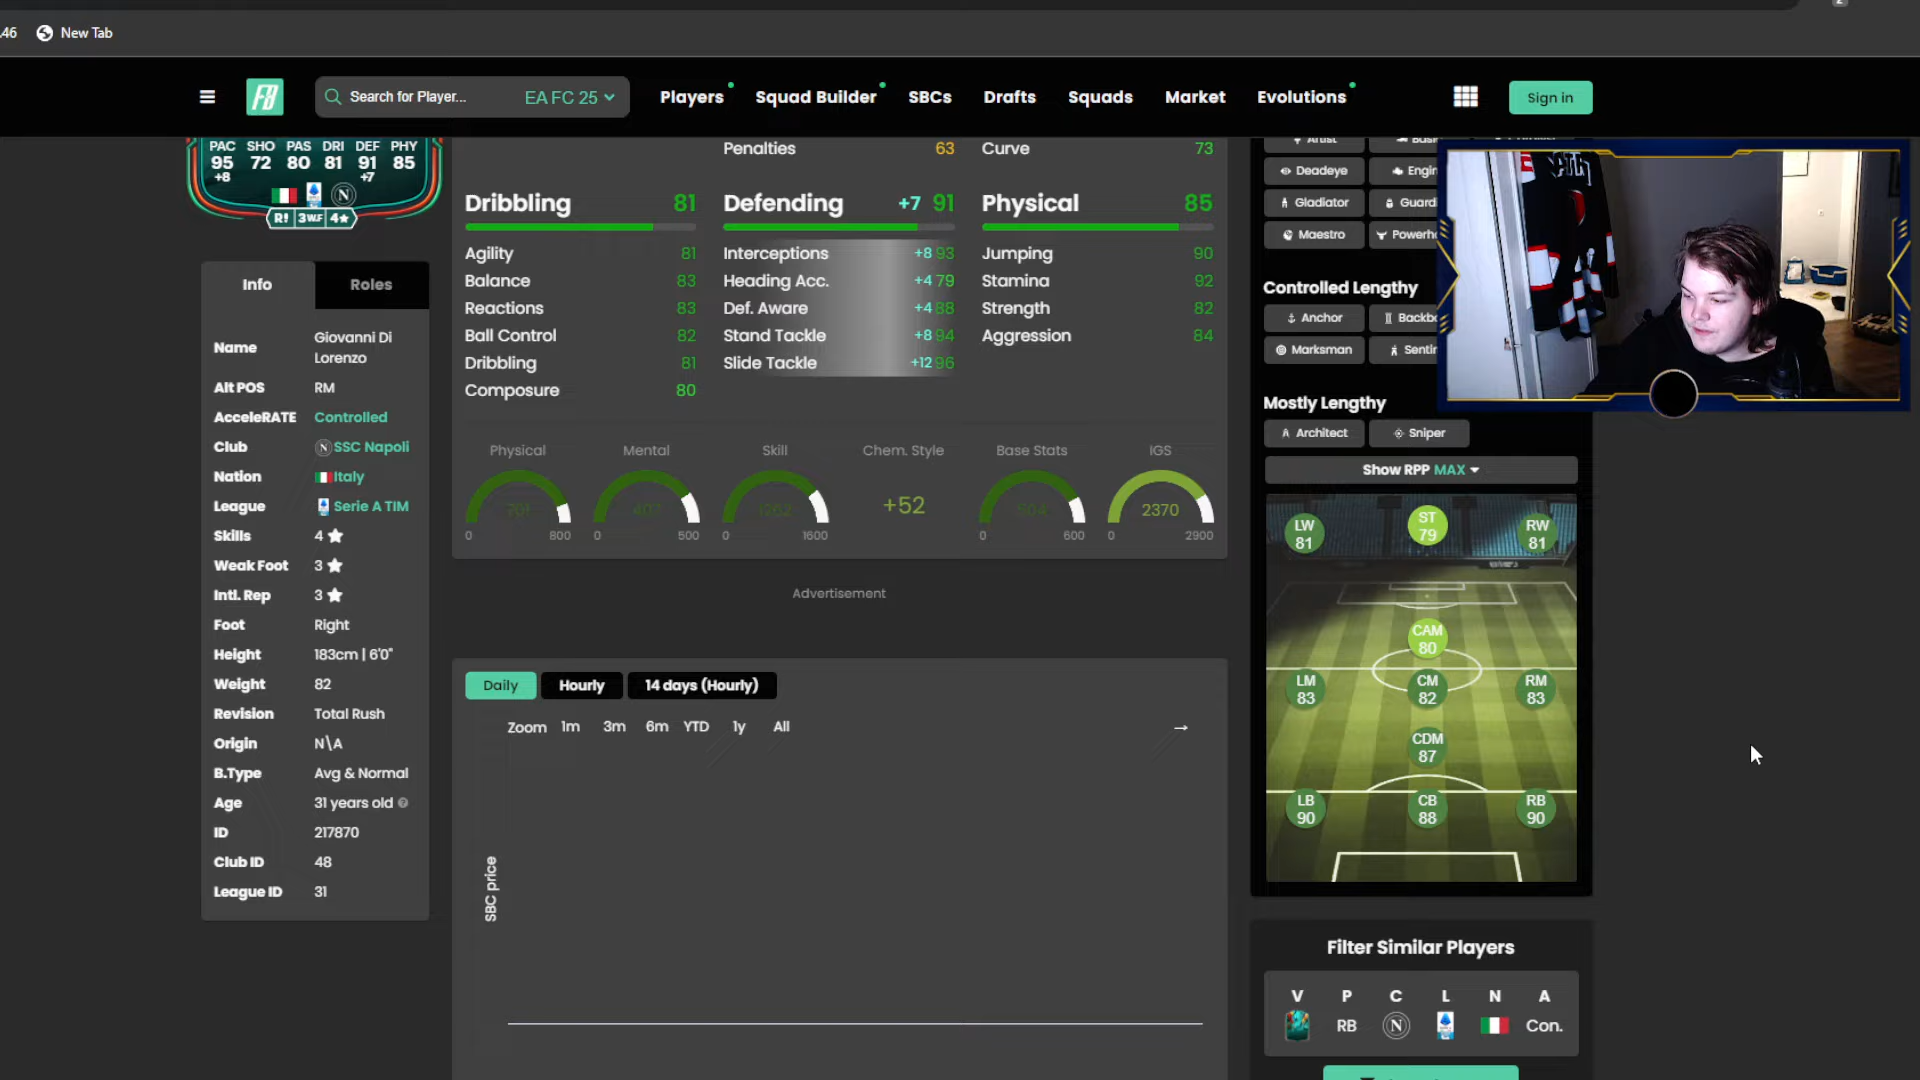 .46 New Tab
FB Search for Player... EA FC 25 Players Squad Builder SBCs Drafts Squads Market Evolutions Sign in
PAC SHO PAS DRI DEF PHY
95 72 80 81 91 85
+8 +7
R! 3 W.F 4★
Info Roles
Name Giovanni Di
Lorenzo
Alt POS RM
AcceleRATE Controlled
Club SSC Napoli
Nation Italy
League Serie A TIM
Skills 4 ★
Weak Foot 3 ★
Intl. Rep 3 ★
Foot Right
Height 183cm | 6'0"
Weight 82
Revision Total Rush
Origin N\A
B.Type Avg & Normal
Age 31 years old
ID 217870
Club ID 48
League ID 31
Penalties 63 Curve 73
Dribbling 81
Agility 81
Balance 83
Reactions 83
Ball Control 82
Dribbling 81
Composure 80
Defending +7 91
Interceptions +8 93
Heading Acc. +4 79
Def. Aware +4 88
Stand Tackle +8 94
Slide Tackle +12 96
Physical 85
Jumping 90
Stamina 92
Strength 82
Aggression 84
Physical Mental Skill Chem. Style Base Stats IGS
+52 2370
0 800 0 500 0 1600 0 600 0 2900
Advertisement
Daily Hourly 14 days (Hourly)
Zoom 1m 3m 6m YTD 1y All →
SBC price
Artist
Deadeye Engin
Gladiator Guardi
Maestro Powerho
Controlled Lengthy
Anchor Backbo
Marksman Sentin
Mostly Lengthy
Architect Sniper
Show RPP MAX
LW
81
ST
79
RW
81
CAM
80
LM
83
CM
82
RM
83
CDM
87
LB
90
CB
88
RB
90
Filter Similar Players
V P C L N A
RB N Con.